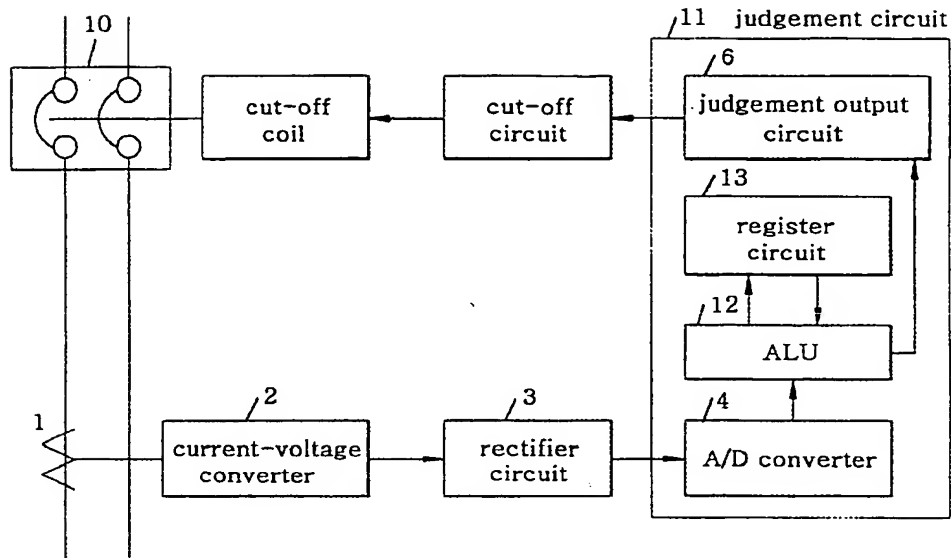 11 judgement circuit
10
6
cut-off
coil
cut-off
circuit
judgement output
circuit
13
register
circuit
12
ALU
1
2
current-voltage
converter
3
rectifier
circuit
4
A/D converter